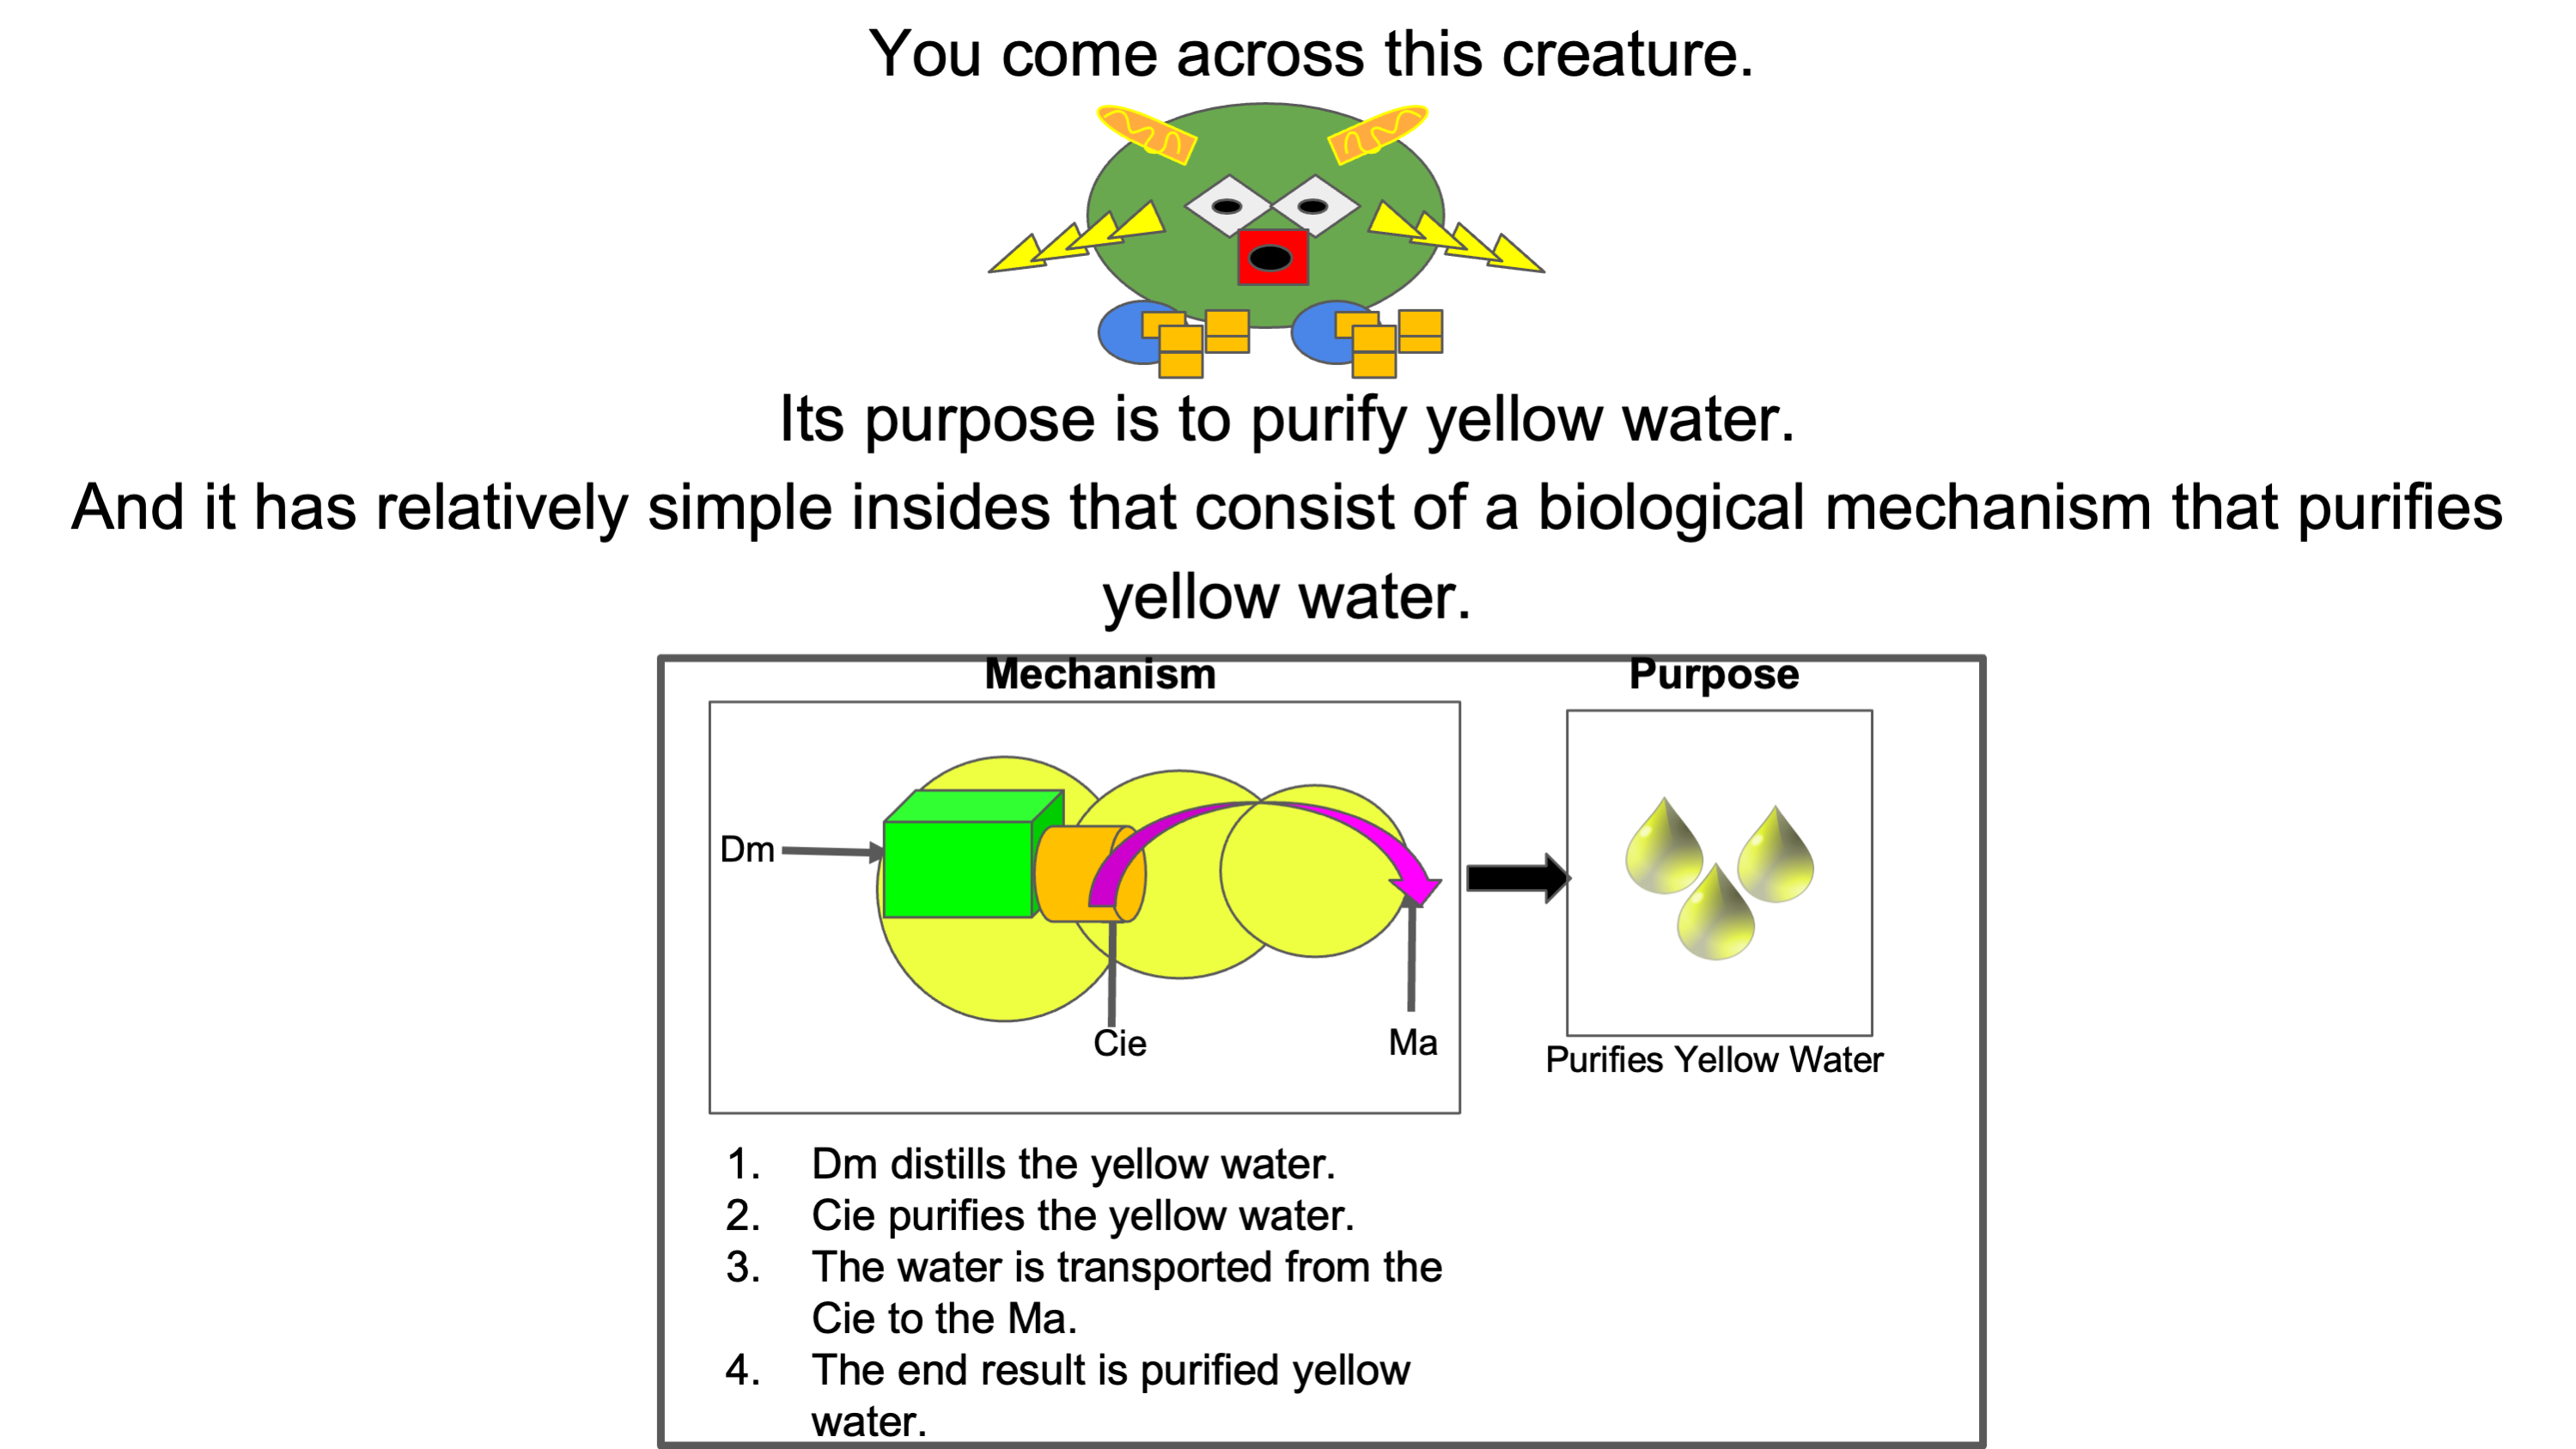 You come across this creature.
Its purpose is to purify yellow water.
And it has relatively simple insides that consist of a biological mechanism that purifies
yellow water.
Mechanism
Purpose
Dm
Cie
Ma
Purifies Yellow Water
1. Dm distills the yellow water.
2. Cie purifies the yellow water.
3. The water is transported from the
Cie to the Ma.
4. The end result is purified yellow
water.